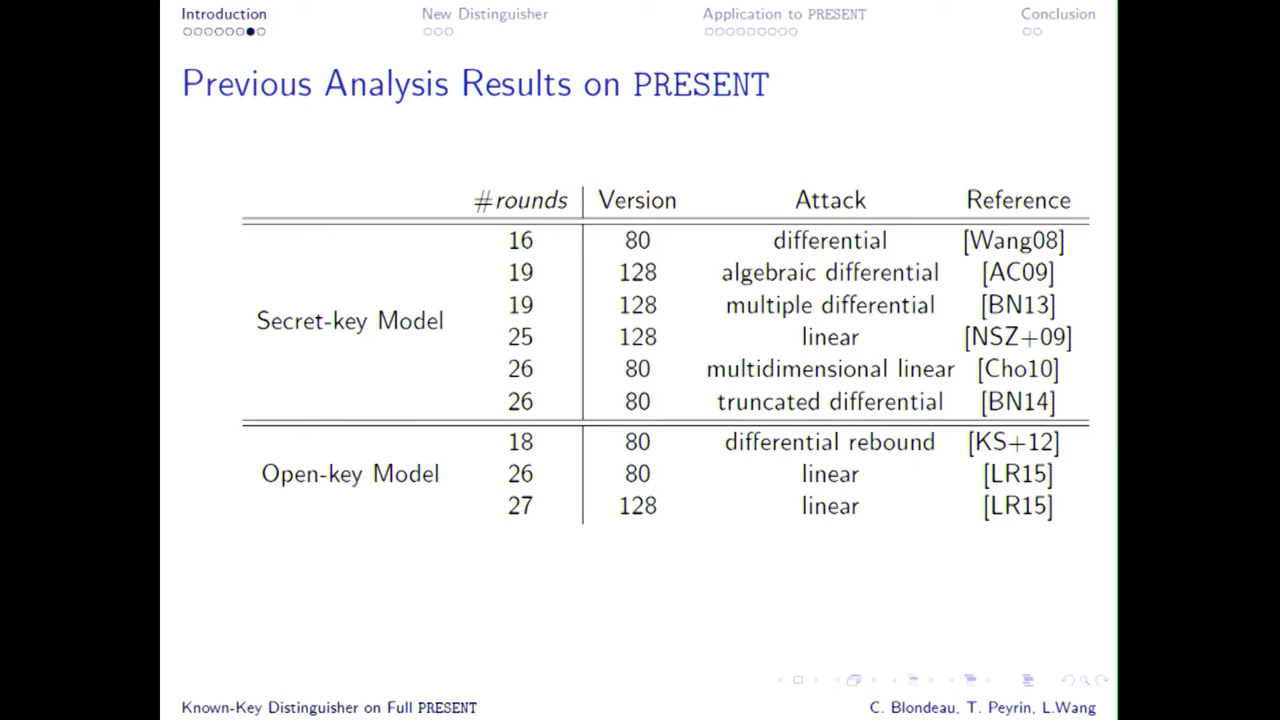 Introduction New Distinguisher Application to PRESENT Conclusion
Previous Analysis Results on PRESENT
#rounds Version Attack Reference
16 80 differential [Wang08]
19 128 algebraic differential [AC09]
19 128 multiple differential [BN13]
Secret-key Model
25 128 linear [NSZ+09]
26 80 multidimensional linear [Cho10]
26 80 truncated differential [BN14]
18 80 differential rebound [KS+12]
Open-key Model 26 80 linear [LR15]
27 128 linear [LR15]
Known-Key Distinguisher on Full PRESENT C. Blondeau, T. Peyrin, L.Wang